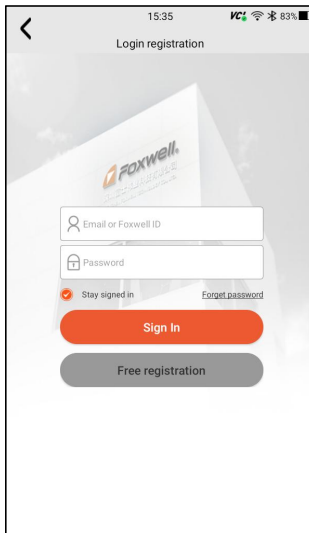 15:35 VCI 83%
Login registration
Foxwell.
Email or Foxwell ID
Password
Stay signed in Forget password
Sign In
Free registration